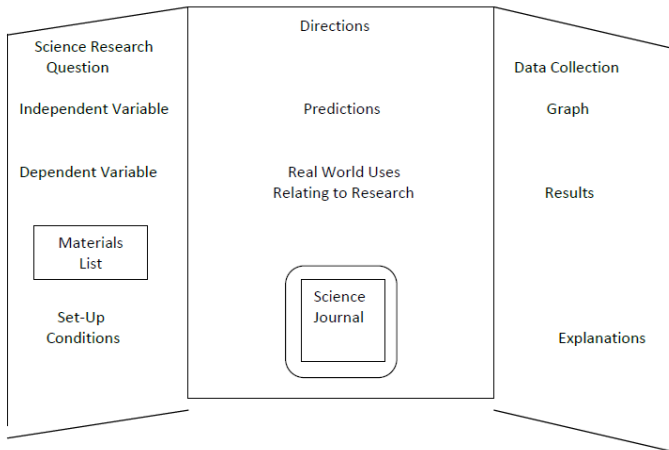 Science Research
Question
Independent Variable
Dependent Variable
Materials
List
Set-Up
Conditions
Directions
Predictions
Real World Uses
Relating to Research
Science
Journal
Data Collection
Graph
Results
Explanations